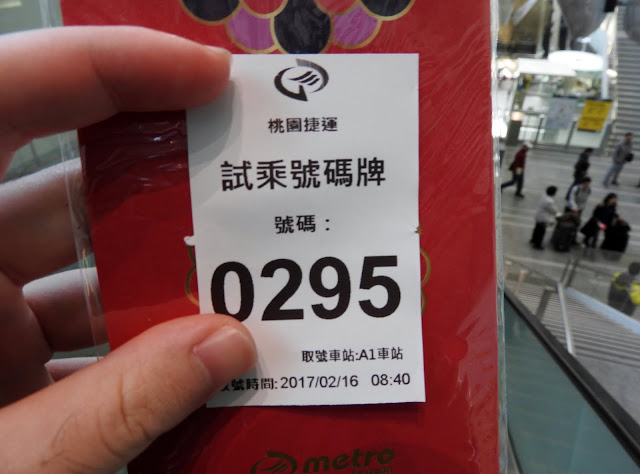 桃園捷運
試乘號碼牌
號碼：
0295
取號車站:A1車站
號時間: 2017/02/16 08:40
metro